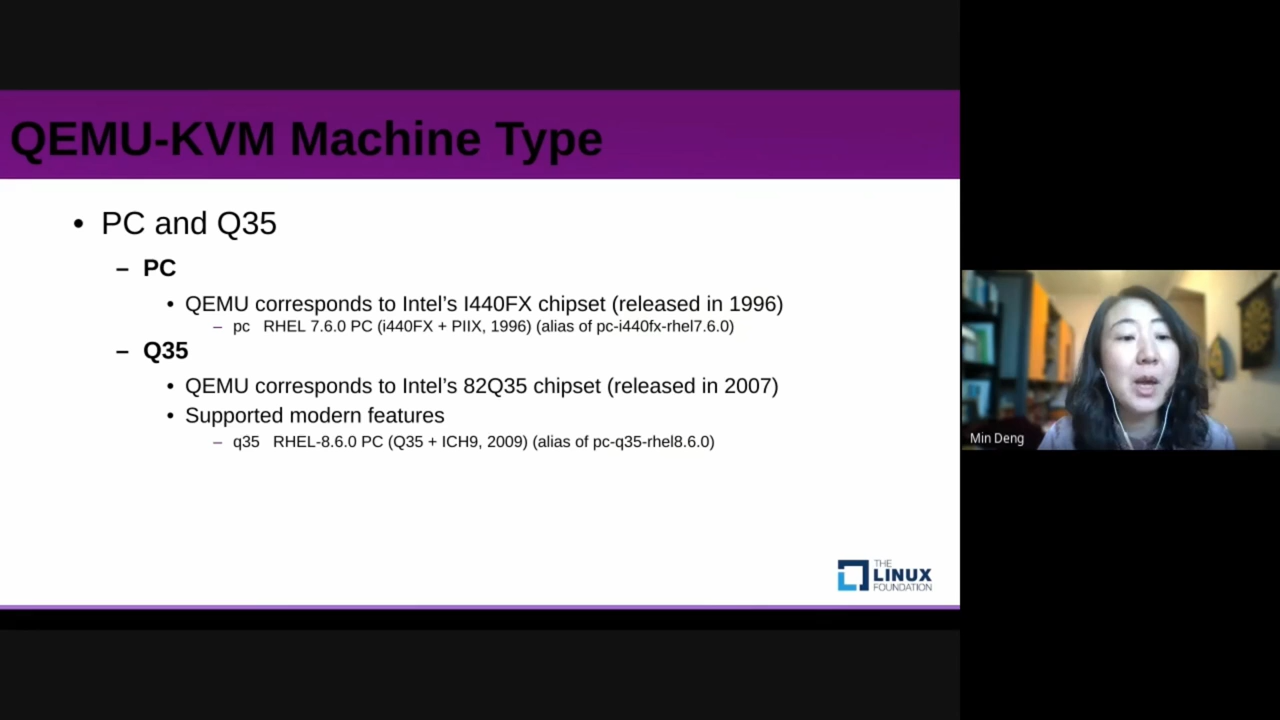 QEMU-KVM Machine Type
• PC and Q35
– PC
• QEMU corresponds to Intel’s I440FX chipset (released in 1996)
– pc RHEL 7.6.0 PC (i440FX + PIIX, 1996) (alias of pc-i440fx-rhel7.6.0)
– Q35
• QEMU corresponds to Intel’s 82Q35 chipset (released in 2007)
• Supported modern features
– q35 RHEL-8.6.0 PC (Q35 + ICH9, 2009) (alias of pc-q35-rhel8.6.0)
THE
LINUX
FOUNDATION
Min Deng